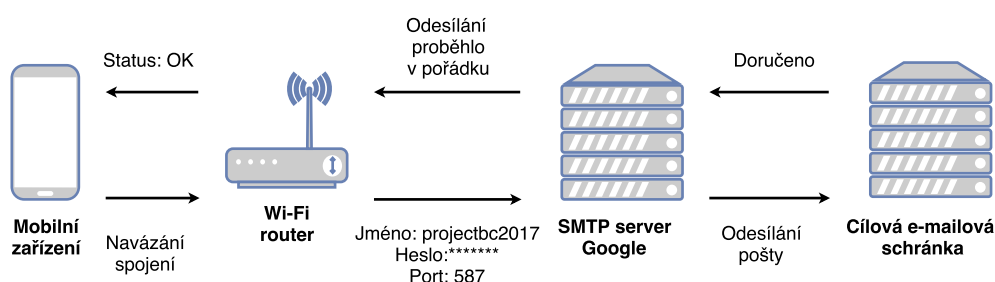 Odesílání
proběhlo
v pořádku
Status: OK
Doručeno
Mobilní
zařízení
Navázání
spojení
Wi-Fi
router
Jméno: projectbc2017
Heslo:*******
Port: 587
SMTP server
Google
Odesílání
pošty
Cílová e-mailová
schránka